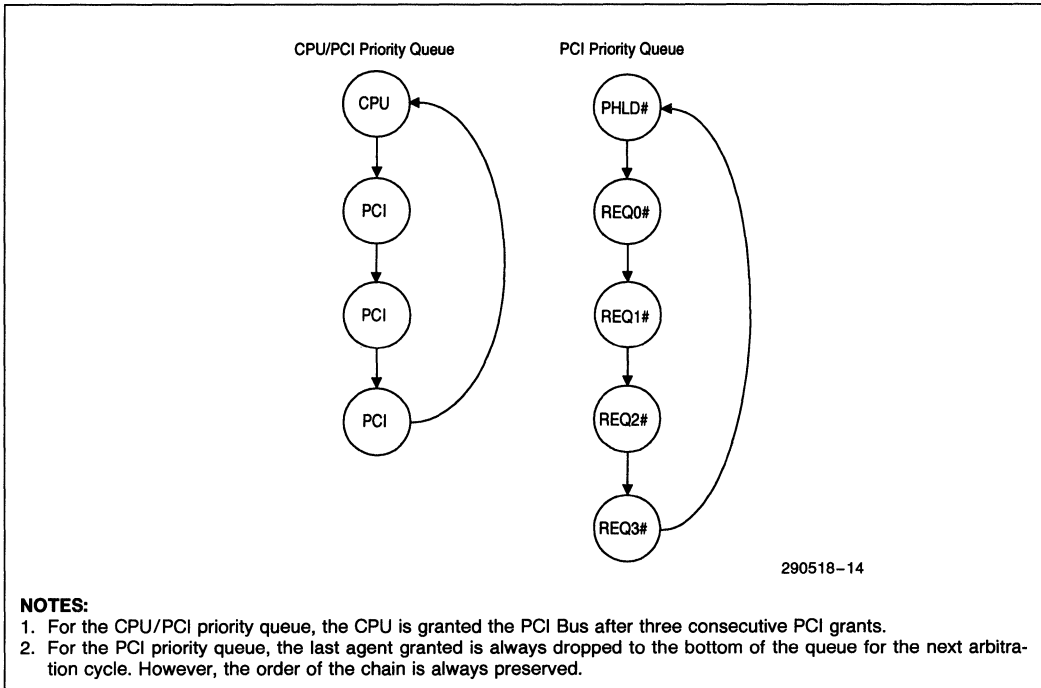 CPU/PCI Priority Queue
PCI Priority Queue
CPU
PCI
PCI
PCI
PHLD#
REQ0#
REQ1#
REQ2#
REQ3#
290518-14
NOTES:
1. For the CPU/PCI priority queue, the CPU is granted the PCI Bus after three consecutive PCI grants.
2. For the PCI priority queue, the last agent granted is always dropped to the bottom of the queue for the next arbitra-
tion cycle. However, the order of the chain is always preserved.